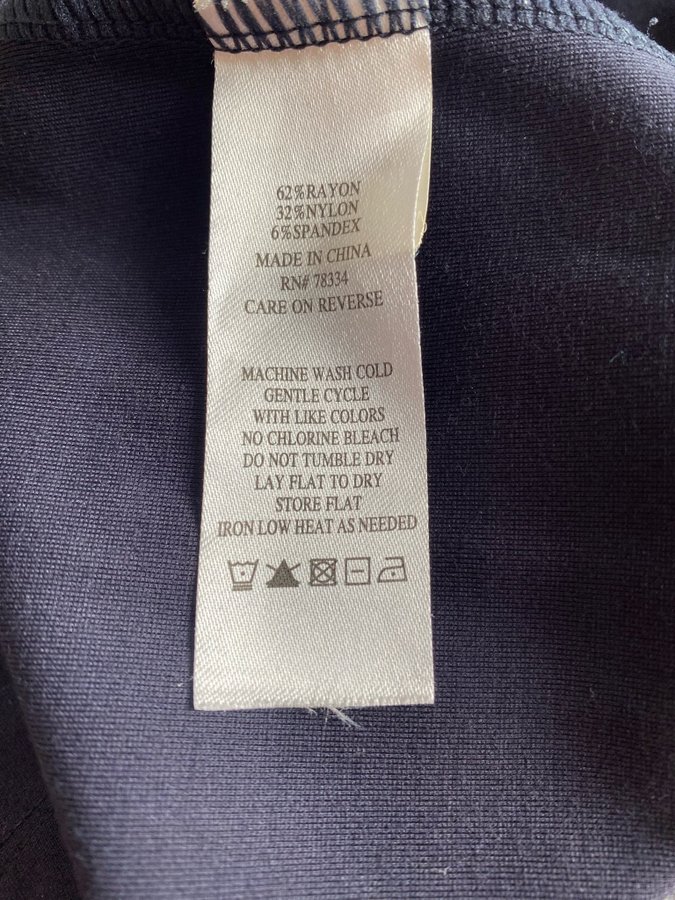 62%RAYON
32%NYLON
6%SPANDEX
MADE IN CHINA
RN# 78334
CARE ON REVERSE
MACHINE WASH COLD
GENTLE CYCLE
WITH LIKE COLORS
NO CHLORINE BLEACH
DO NOT TUMBLE DRY
LAY FLAT TO DRY
STORE FLAT
IRON LOW HEAT AS NEEDED